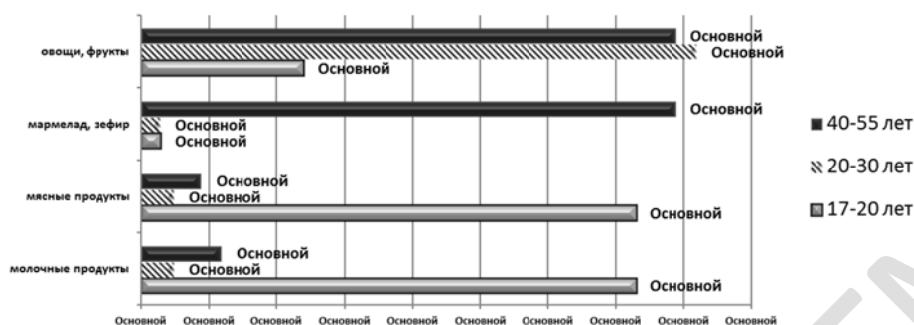 Основной
овощи, фрукты
Основной
Основной
Основной
мармелад, зефир
Основной
Основной
Основной
мясные продукты
Основной
Основной
Основной
молочные продукты
Основной
Основной
40-55 лет
20-30 лет
17-20 лет
Основной Основной Основной Основной Основной Основной Основной Основной Основной Основной